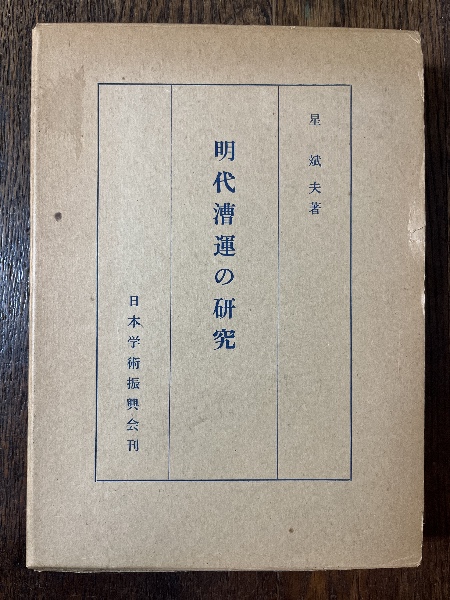 星斌夫著
明代漕運の研究
日本学術振興会刊